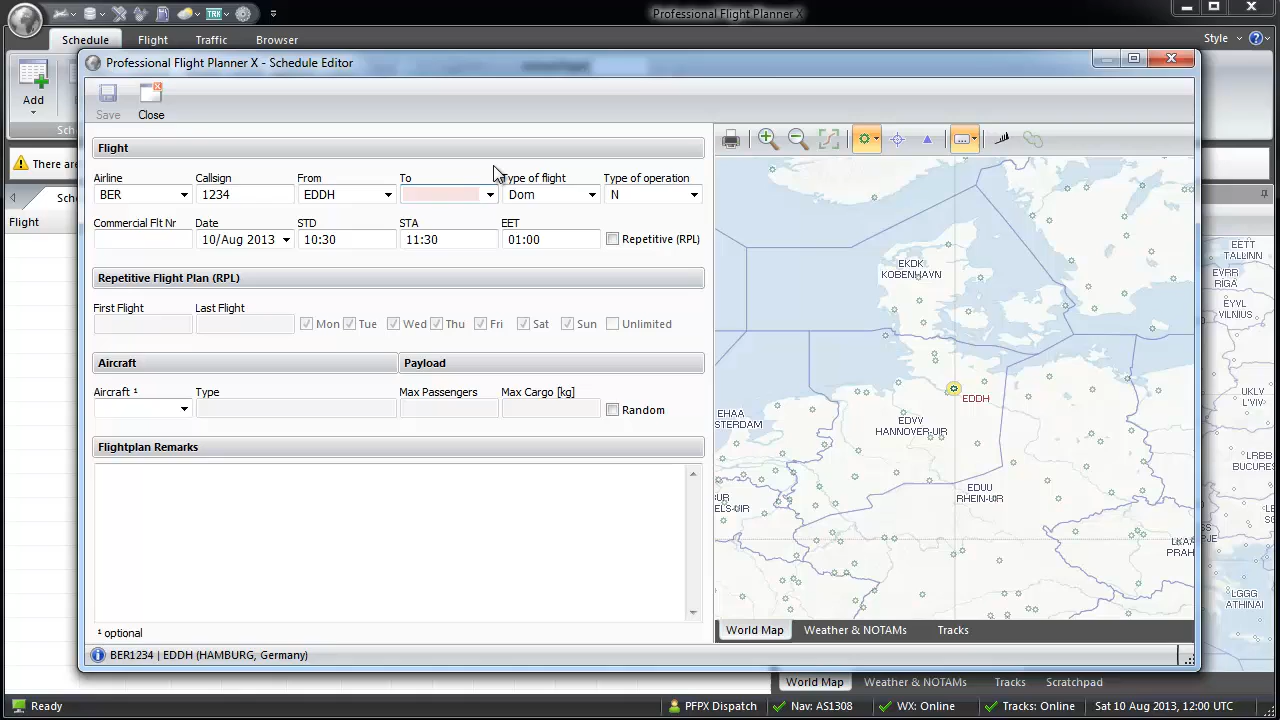 Professional Flight Planner X
TRK
Schedule
Flight
Traffic
Browser
Style
Add
Professional Flight Planner X - Schedule Editor
Save
Close
There are
Flight
Flight
Airline
Callsign
From
To
Type of flight
Type of operation
BER
1234
EDDH
Dom
N
Commercial Flt Nr
Date
STD
STA
EET
10/Aug 2013
10:30
11:30
01:00
Repetitive (RPL)
Repetitive Flight Plan (RPL)
First Flight
Last Flight
Mon
Tue
Wed
Thu
Fri
Sat
Sun
Unlimited
Aircraft
Payload
Aircraft ¹
Type
Max Passengers
Max Cargo [kg]
Random
Flightplan Remarks
¹ optional
BER1234 | EDDH (HAMBURG, Germany)
EKDK
KOBENHAVN
EDDH
EHAA
STERDAM
EDVV
HANNOVER-UIR
EDUU
RHEIN-UIR
UR
ELS-UIR
LKAA
PRAH
World Map
Weather & NOTAMs
Tracks
EETT
TALLINN
EVRR
RIGA
EYVL
VILNIUS
UKLV
L'V
LRBB
BUCURES
LGGG
ATHINAI
World Map
Weather & NOTAMs
Tracks
Scratchpad
Ready
PFPX Dispatch
Nav: AS1308
WX: Online
Tracks: Online
Sat 10 Aug 2013, 12:00 UTC